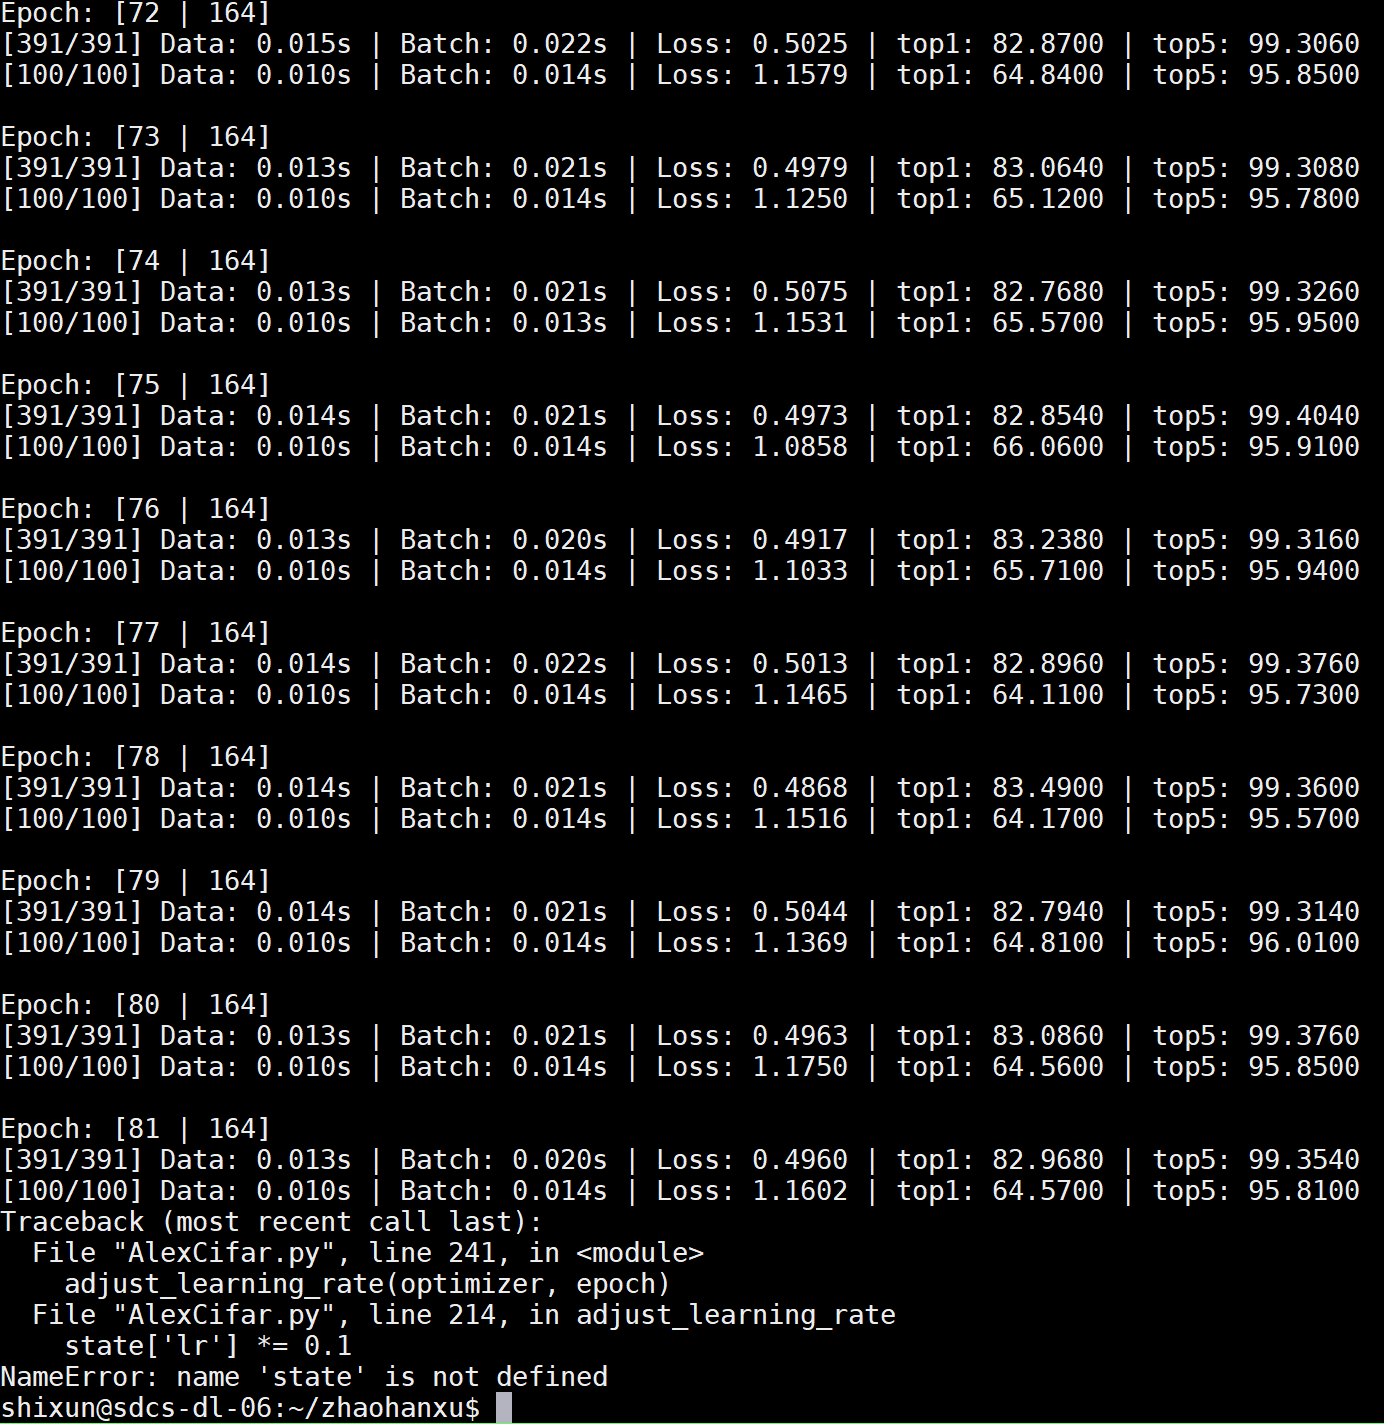 Epoch: [72 | 164]
[391/391] Data: 0.015s | Batch: 0.022s | Loss: 0.5025 | top1: 82.8700 | top5: 99.3060
[100/100] Data: 0.010s | Batch: 0.014s | Loss: 1.1579 | top1: 64.8400 | top5: 95.8500

Epoch: [73 | 164]
[391/391] Data: 0.013s | Batch: 0.021s | Loss: 0.4979 | top1: 83.0640 | top5: 99.3080
[100/100] Data: 0.010s | Batch: 0.014s | Loss: 1.1250 | top1: 65.1200 | top5: 95.7800

Epoch: [74 | 164]
[391/391] Data: 0.013s | Batch: 0.021s | Loss: 0.5075 | top1: 82.7680 | top5: 99.3260
[100/100] Data: 0.010s | Batch: 0.013s | Loss: 1.1531 | top1: 65.5700 | top5: 95.9500

Epoch: [75 | 164]
[391/391] Data: 0.014s | Batch: 0.021s | Loss: 0.4973 | top1: 82.8540 | top5: 99.4040
[100/100] Data: 0.010s | Batch: 0.014s | Loss: 1.0858 | top1: 66.0600 | top5: 95.9100

Epoch: [76 | 164]
[391/391] Data: 0.013s | Batch: 0.020s | Loss: 0.4917 | top1: 83.2380 | top5: 99.3160
[100/100] Data: 0.010s | Batch: 0.014s | Loss: 1.1033 | top1: 65.7100 | top5: 95.9400

Epoch: [77 | 164]
[391/391] Data: 0.014s | Batch: 0.022s | Loss: 0.5013 | top1: 82.8960 | top5: 99.3760
[100/100] Data: 0.010s | Batch: 0.014s | Loss: 1.1465 | top1: 64.1100 | top5: 95.7300

Epoch: [78 | 164]
[391/391] Data: 0.014s | Batch: 0.021s | Loss: 0.4868 | top1: 83.4900 | top5: 99.3600
[100/100] Data: 0.010s | Batch: 0.014s | Loss: 1.1516 | top1: 64.1700 | top5: 95.5700

Epoch: [79 | 164]
[391/391] Data: 0.014s | Batch: 0.021s | Loss: 0.5044 | top1: 82.7940 | top5: 99.3140
[100/100] Data: 0.010s | Batch: 0.014s | Loss: 1.1369 | top1: 64.8100 | top5: 96.0100

Epoch: [80 | 164]
[391/391] Data: 0.013s | Batch: 0.021s | Loss: 0.4963 | top1: 83.0860 | top5: 99.3760
[100/100] Data: 0.010s | Batch: 0.014s | Loss: 1.1750 | top1: 64.5600 | top5: 95.8500

Epoch: [81 | 164]
[391/391] Data: 0.013s | Batch: 0.020s | Loss: 0.4960 | top1: 82.9680 | top5: 99.3540
[100/100] Data: 0.010s | Batch: 0.014s | Loss: 1.1602 | top1: 64.5700 | top5: 95.8100
Traceback (most recent call last):
  File "AlexCifar.py", line 241, in <module>
    adjust_learning_rate(optimizer, epoch)
  File "AlexCifar.py", line 214, in adjust_learning_rate
    state['lr'] *= 0.1
NameError: name 'state' is not defined
shixun@sdcs-dl-06:~/zhaohanxu$